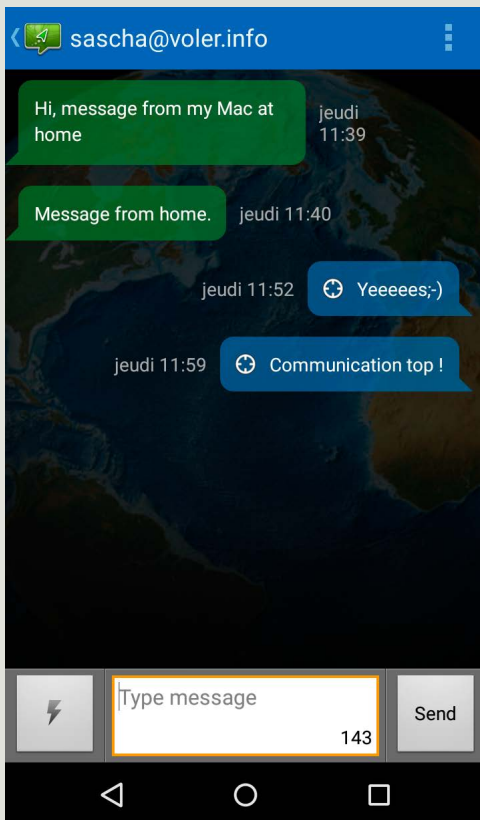 sascha@voler.info
Hi, message from my Mac at
home
jeudi
11:39
Message from home.
jeudi 11:40
jeudi 11:52
Yeeeees;-)
jeudi 11:59
Communication top !
Type message
143
Send